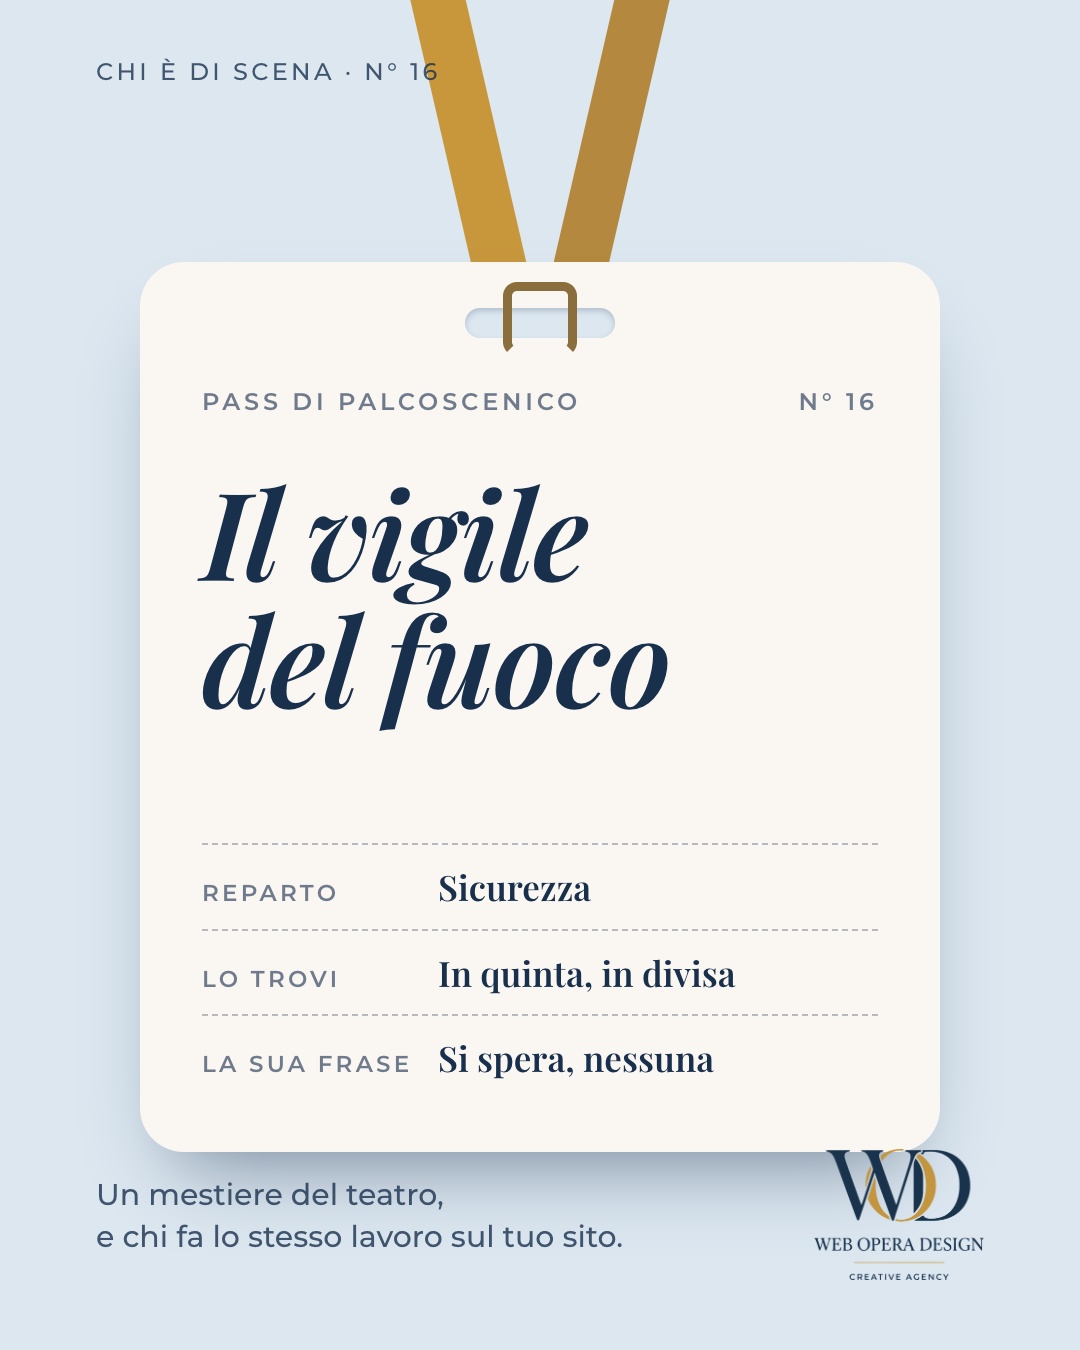 CHI È DI SCENA · N° 16
PASS DI PALCOSCENICO N° 16
Il vigile
del fuoco
REPARTO Sicurezza
LO TROVI In quinta, in divisa
LA SUA FRASE Si spera, nessuna
Un mestiere del teatro,
e chi fa lo stesso lavoro sul tuo sito.
WOD
WEB OPERA DESIGN
CREATIVE AGENCY